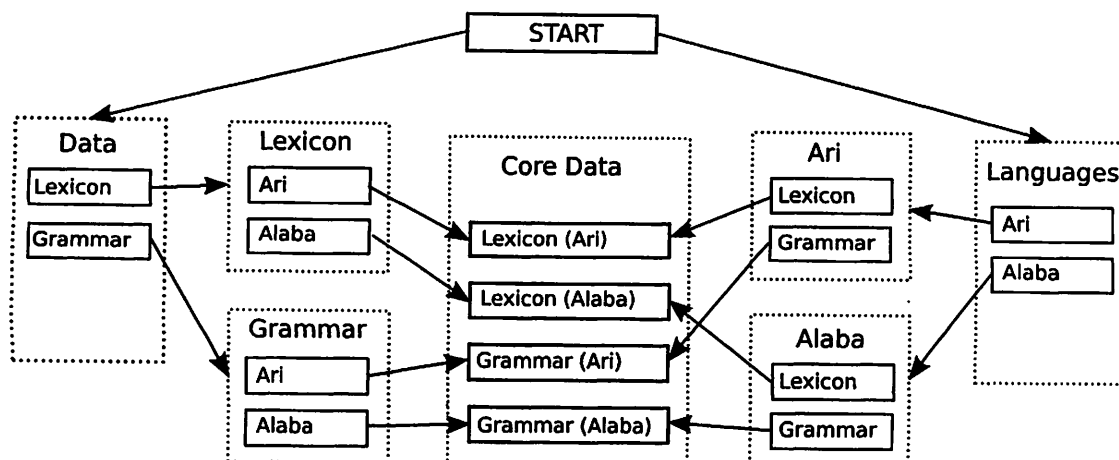 START
Data
Lexicon
Grammar
Lexicon
Ari
Alaba
Grammar
Ari
Alaba
Core Data
Lexicon (Ari)
Lexicon (Alaba)
Grammar (Ari)
Grammar (Alaba)
Ari
Lexicon
Grammar
Alaba
Lexicon
Grammar
Languages
Ari
Alaba